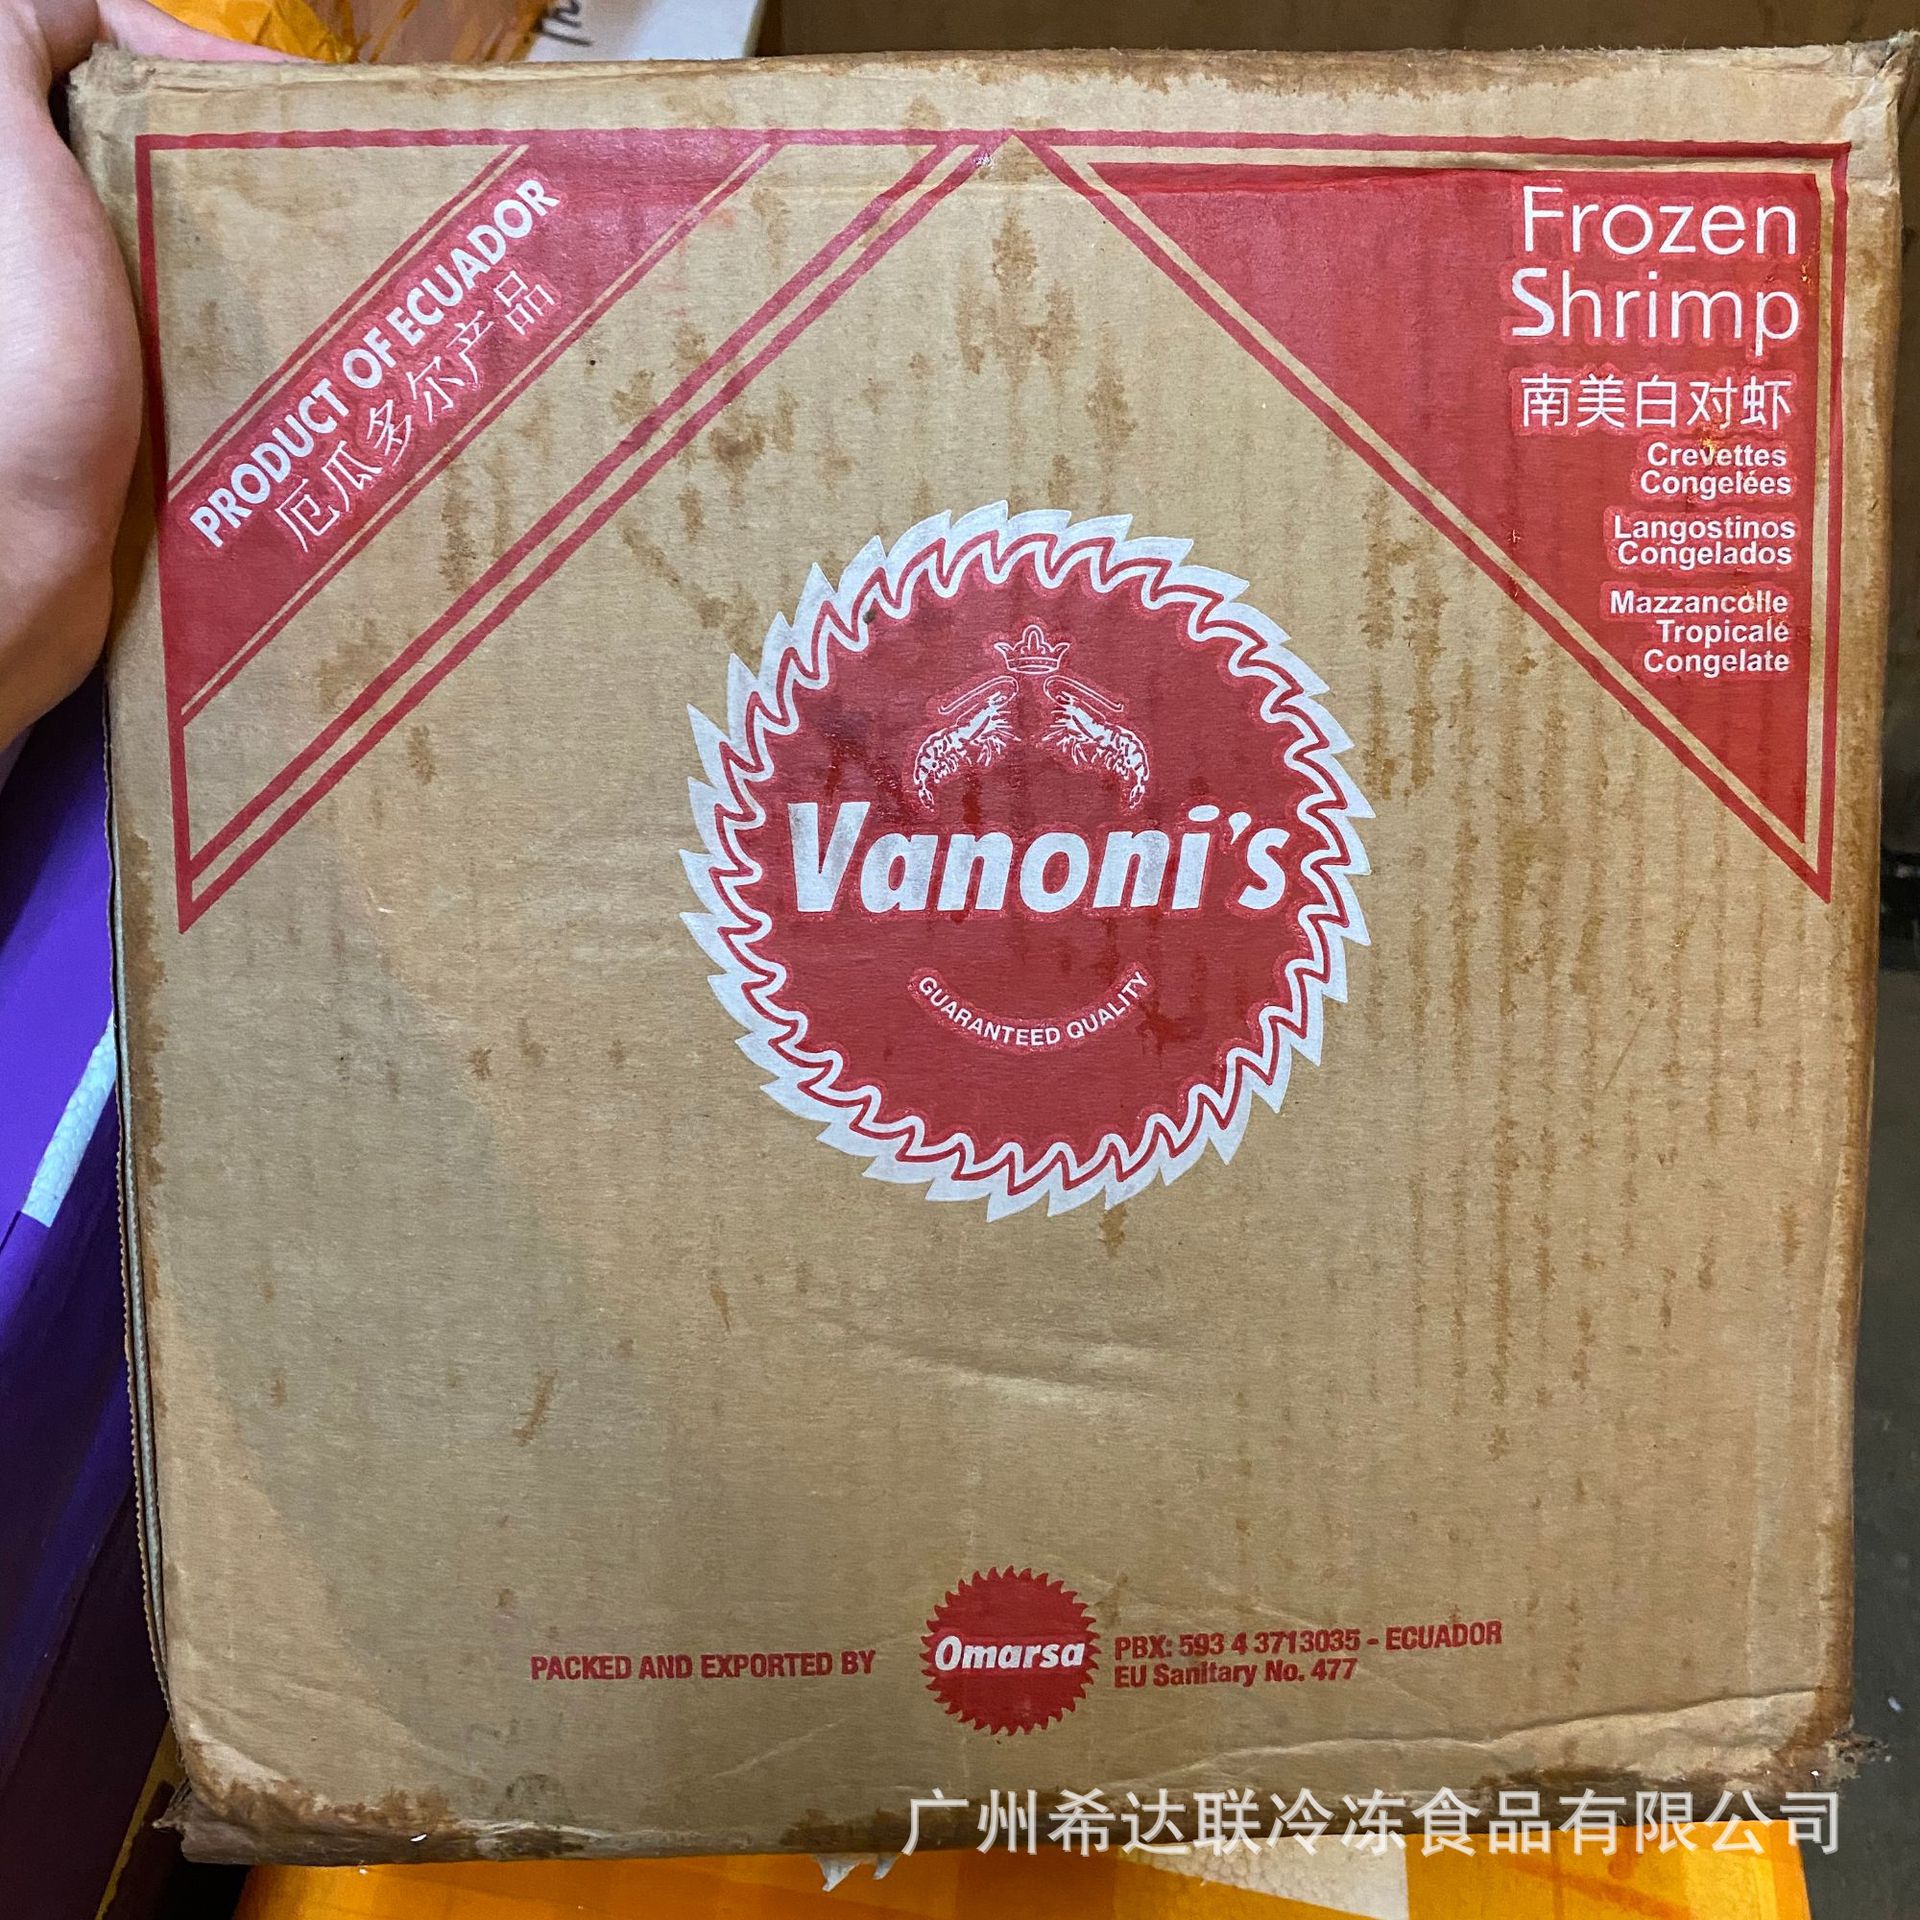 PRODUCT OF ECUADOR
厄瓜多尔产品
Frozen
Shrimp
南美白对虾
Crevettes
Congelées
Langostinos
Congelados
Mazzancolle
Tropicale
Congelate
Vanoni's
GUARANTEED QUALITY
PACKED AND EXPORTED BY
Omarsa
PBX: 593 4 3713035 - ECUADOR
EU Sanitary No. 477
广州希达联冷冻食品有限公司